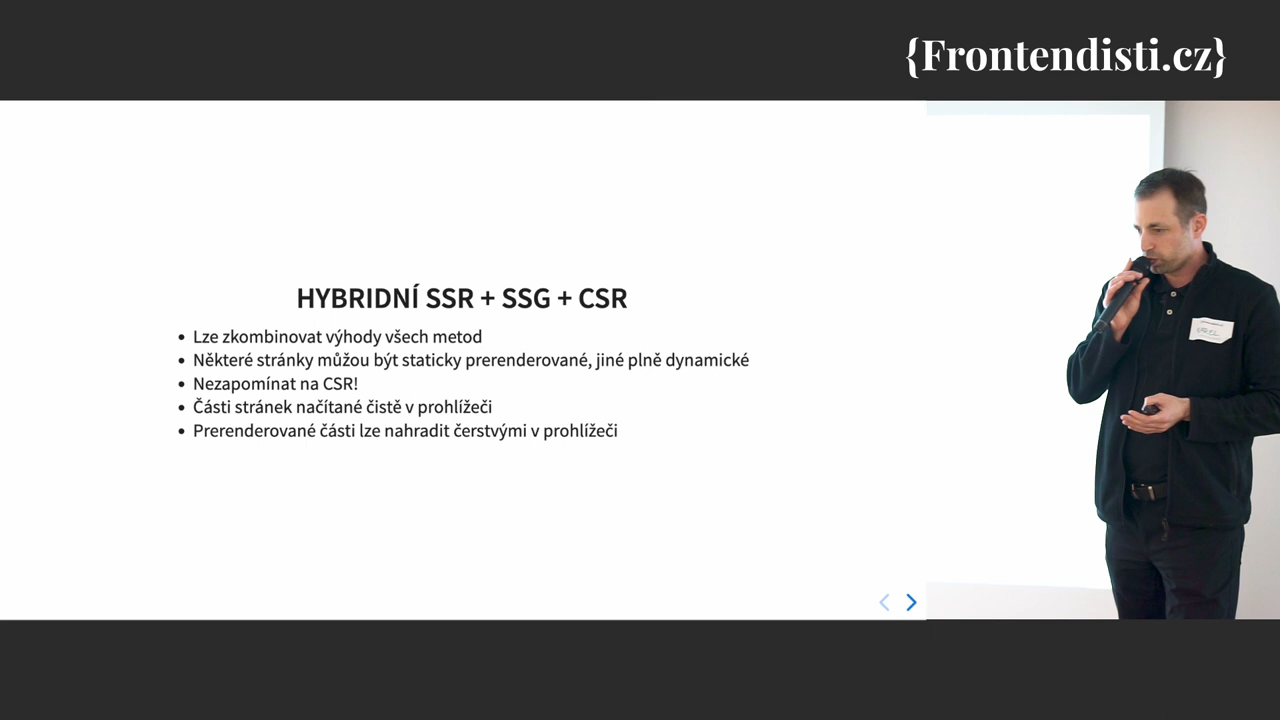 {Frontendisti.cz}
HYBRIDNÍ SSR + SSG + CSR
• Lze zkombinovat výhody všech metod
• Některé stránky můžou být staticky prerenderované, jiné plně dynamické
• Nezapomínat na CSR!
• Části stránek načítané čistě v prohlížeči
• Prerenderované části lze nahradit čerstvými v prohlížeči